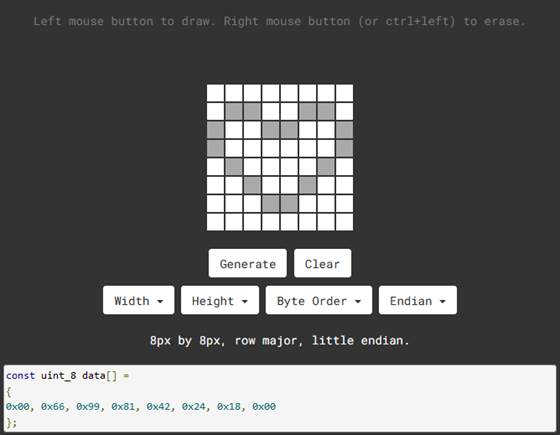 Left mouse button to draw. Right mouse button (or ctrl+left) to erase.
Generate Clear
Width Height Byte Order Endian
8px by 8px, row major, little endian.
const uint_8 data[] =
{
0x00, 0x66, 0x99, 0x81, 0x42, 0x24, 0x18, 0x00
};